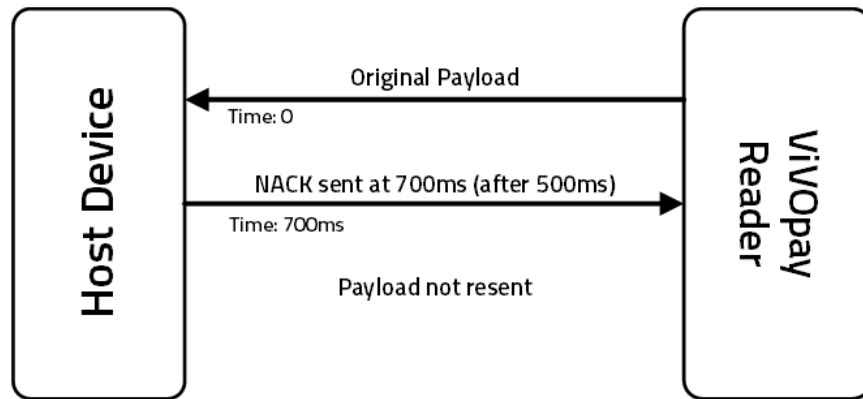 Host Device
Original Payload
Time: 0
NACK sent at 700ms (after 500ms)
Time: 700ms
Payload not resent
ViVOpay
Reader